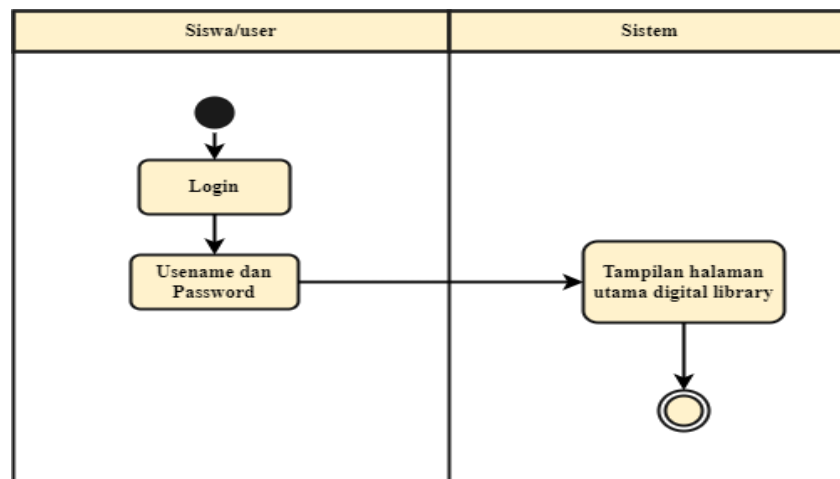 Siswa/user
Sistem
Login
Usename dan
Password
Tampilan halaman
utama digital library